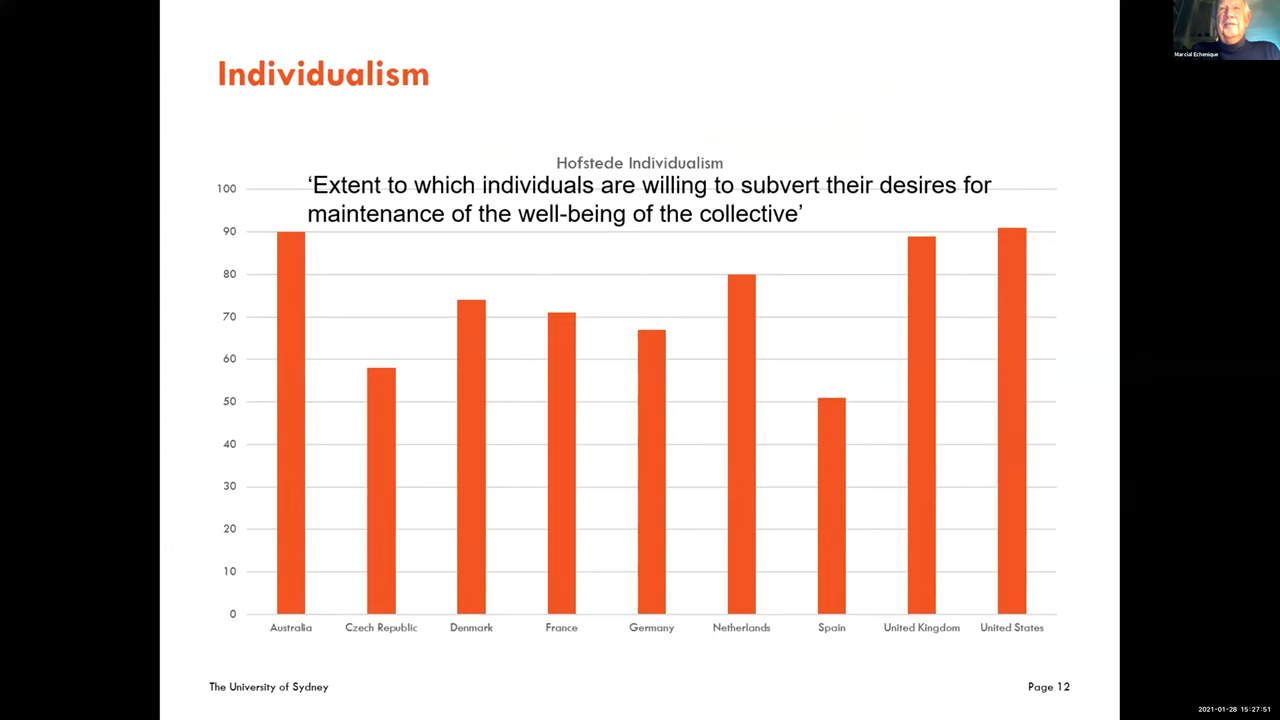 Marcial Echenique
Individualism
Hofstede Individualism
‘Extent to which individuals are willing to subvert their desires for
maintenance of the well-being of the collective’
100
90
80
70
60
50
40
30
20
10
0
Australia Czech Republic Denmark France Germany Netherlands Spain United Kingdom United States
The University of Sydney Page 12
2021-01-28 15:27:51